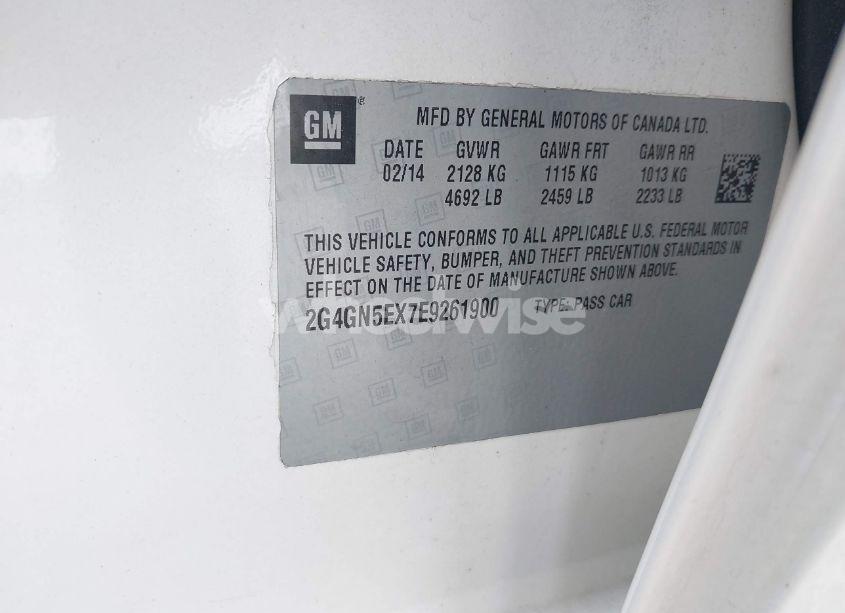 GM
MFD BY GENERAL MOTORS OF CANADA LTD.
DATE GVWR GAWR FRT GAWR RR
02/14 2128 KG 1115 KG 1013 KG
4692 LB 2459 LB 2233 LB
THIS VEHICLE CONFORMS TO ALL APPLICABLE U.S. FEDERAL MOTOR
VEHICLE SAFETY, BUMPER, AND THEFT PREVENTION STANDARDS IN
EFFECT ON THE DATE OF MANUFACTURE SHOWN ABOVE.
2G4GN5EX7E9261900 TYPE: PASS CAR